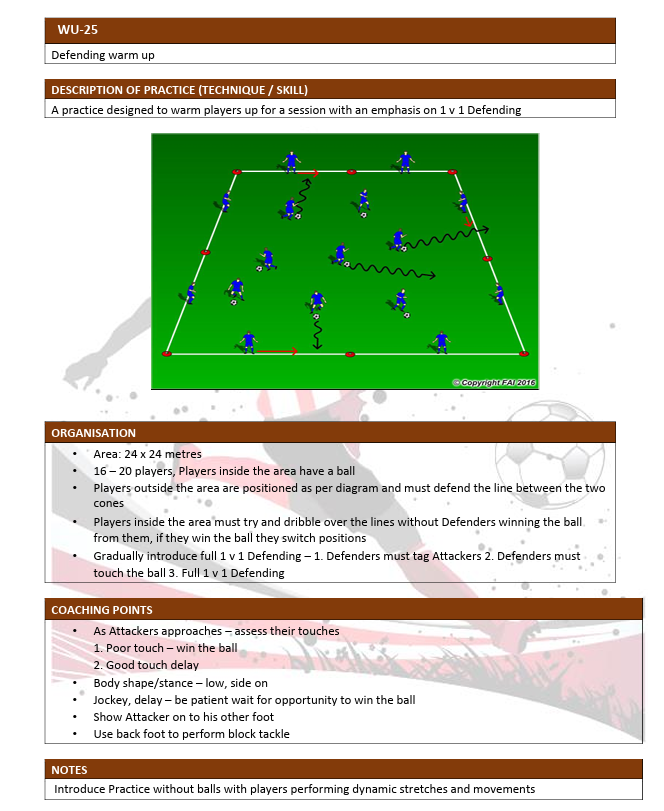 WU-25
Defending warm up
DESCRIPTION OF PRACTICE (TECHNIQUE / SKILL)
A practice designed to warm players up for a session with an emphasis on 1 v 1 Defending
© Copyright FAI 2016
ORGANISATION
• Area: 24 x 24 metres
• 16 – 20 players, Players inside the area have a ball
• Players outside the area are positioned as per diagram and must defend the line between the two
cones
• Players inside the area must try and dribble over the lines without Defenders winning the ball
from them, if they win the ball they switch positions
• Gradually introduce full 1 v 1 Defending – 1. Defenders must tag Attackers 2. Defenders must
touch the ball 3. Full 1 v 1 Defending
COACHING POINTS
• As Attackers approaches – assess their touches
1. Poor touch – win the ball
2. Good touch delay
• Body shape/stance – low, side on
• Jockey, delay – be patient wait for opportunity to win the ball
• Show Attacker on to his other foot
• Use back foot to perform block tackle
NOTES
Introduce Practice without balls with players performing dynamic stretches and movements